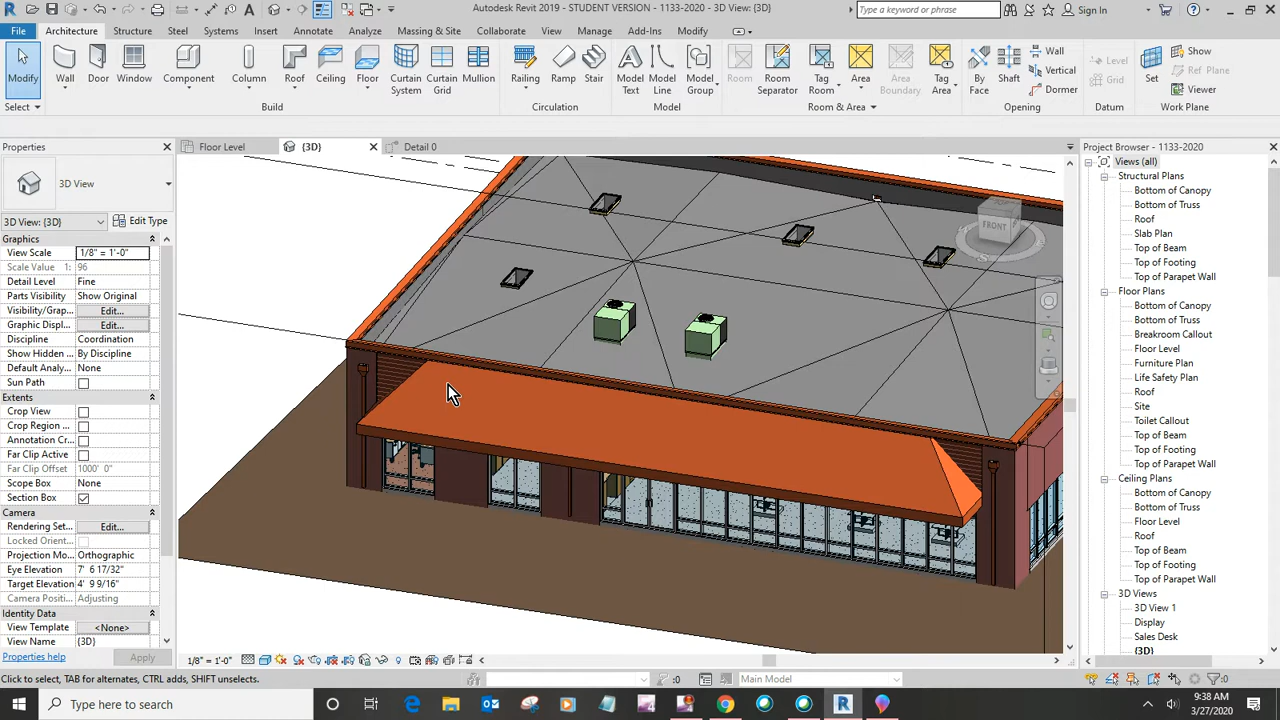 Autodesk Revit 2019 - STUDENT VERSION - 1133-2020 - 3D View: {3D}
Type a keyword or phrase
Sign In
File Architecture Structure Steel Systems Insert Annotate Analyze Massing & Site Collaborate View Manage Add-Ins Modify
Modify Wall Door Window Component Column Roof Ceiling Floor Curtain System Curtain Grid Mullion Railing Ramp Stair Model Text Model Line Model Group Room Room Separator Tag Room Area Area Boundary Tag Area By Face Shaft Wall Vertical Dormer Level Grid Set Show Ref Plane Viewer
Select Build Circulation Model Room & Area Opening Datum Work Plane
Properties
Floor Level {3D} Detail 0
Project Browser - 1133-2020
3D View
3D View: {3D} Edit Type
Graphics
View Scale 1/8" = 1'-0"
Scale Value 1: 96
Detail Level Fine
Parts Visibility Show Original
Visibility/Grap... Edit...
Graphic Displ... Edit...
Discipline Coordination
Show Hidden ... By Discipline
Default Analy... None
Sun Path
Extents
Crop View
Crop Region ...
Annotation Cr...
Far Clip Active
Far Clip Offset 1000' 0"
Scope Box None
Section Box
Camera
Rendering Set... Edit...
Locked Orient...
Projection Mo... Orthographic
Eye Elevation 7' 6 17/32"
Target Elevation 4' 9 9/16"
Camera Positi... Adjusting
Identity Data
View Template <None>
View Name {3D}
Properties help Apply
FRONT
Views (all)
Structural Plans
Bottom of Canopy
Bottom of Truss
Roof
Slab Plan
Top of Beam
Top of Footing
Top of Parapet Wall
Floor Plans
Bottom of Canopy
Bottom of Truss
Breakroom Callout
Floor Level
Furniture Plan
Life Safety Plan
Roof
Site
Toilet Callout
Top of Beam
Top of Footing
Top of Parapet Wall
Ceiling Plans
Bottom of Canopy
Bottom of Truss
Floor Level
Roof
Top of Beam
Top of Footing
Top of Parapet Wall
3D Views
3D View 1
Display
Sales Desk
{3D}
1/8" = 1'-0"
Click to select, TAB for alternates, CTRL adds, SHIFT unselects.
:0
Main Model
:0
Type here to search
9:38 AM
3/27/2020